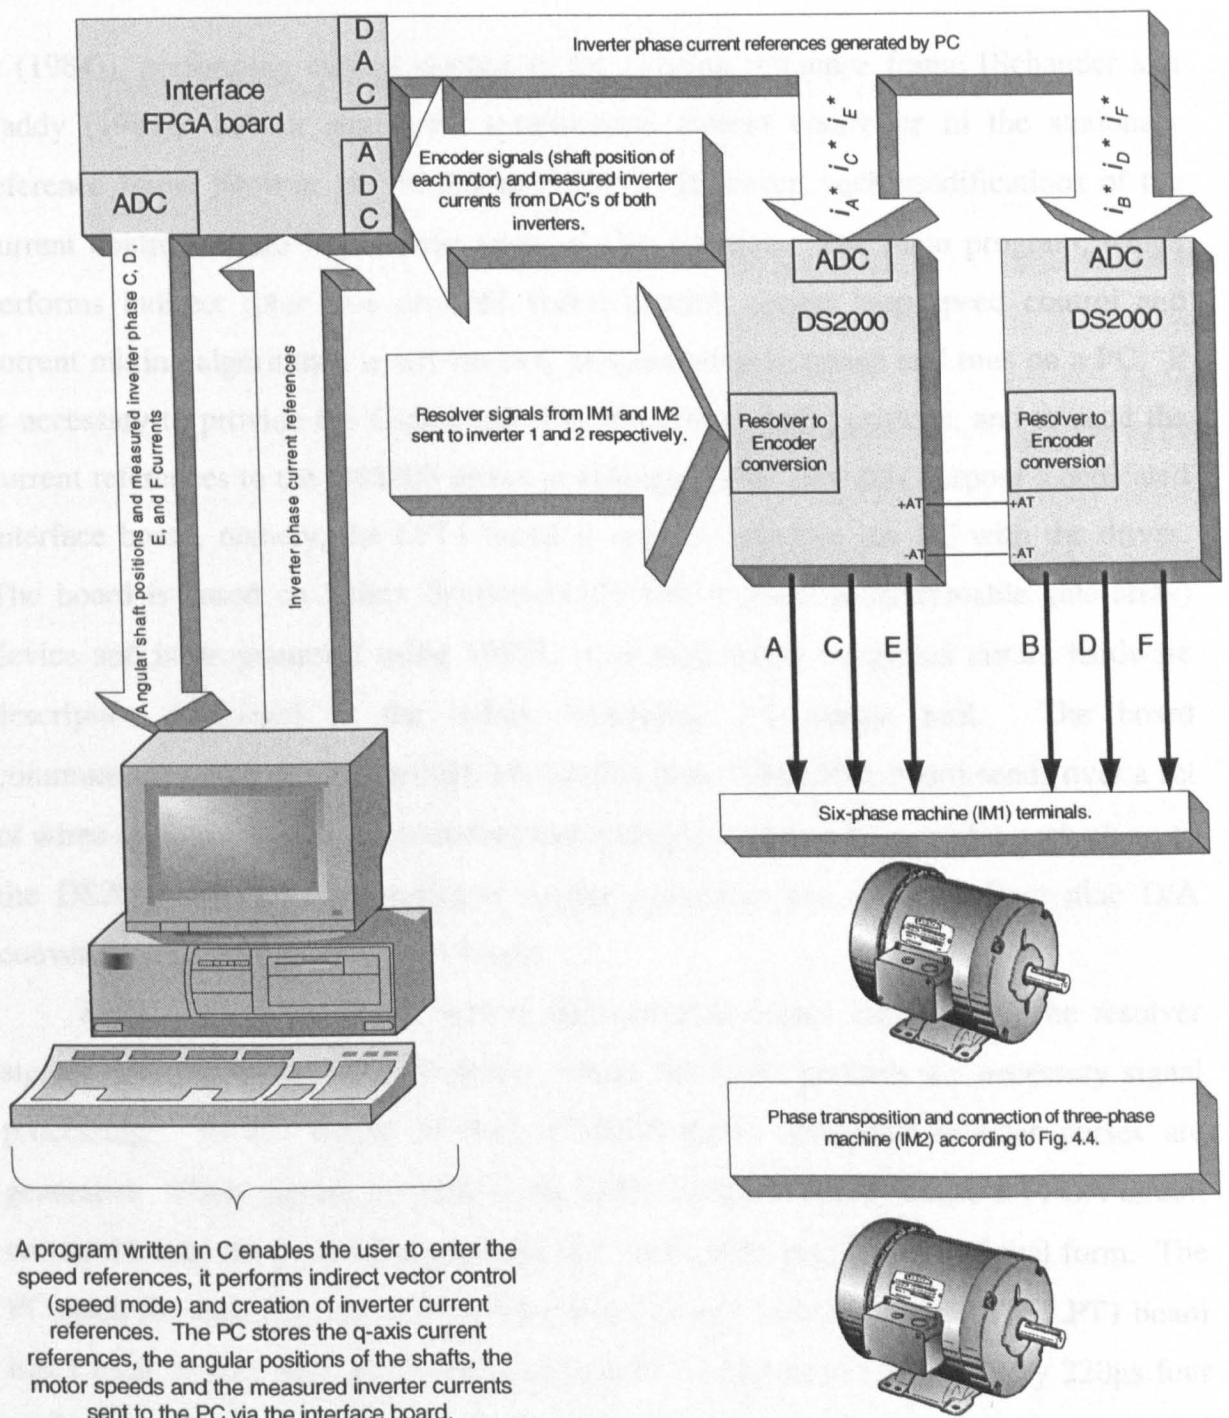 Inverter phase current references generated by PC
D
A
C
Interface
FPGA board
A
D
C
ADC
Encoder signals (shaft position of
each motor) and measured inverter
currents from DAC's of both
inverters.
iA* iC* iE*
iB* iD* iF*
ADC
ADC
DS2000
DS2000
Angular shaft positions and measured inverter phase C, D,
E, and currents
Inverter phase current references
Resolver signals from IM1 and IM2
sent to inverter 1 and 2 respectively.
Resolver to
Encoder
conversion
Resolver to
Encoder
conversion
+AT
+AT
-AT
-AT
A C E B D F
Six-phase machine (IM1) terminals.
Phase transposition and connection of three-phase
machine (IM2) according to Fig. 4.4.
A program written in C enables the user to enter the
speed references, it performs indirect vector control
(speed mode) and creation of inverter current
references. The PC stores the q-axis current
references, the angular positions of the shafts, the
motor speeds and the measured inverter currents
sent to the PC via the interface board.